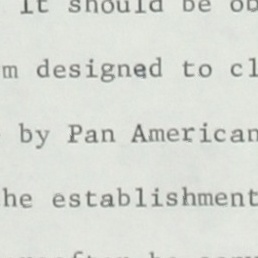 It should be ob
m designed to cl
by Pan American
he establishment